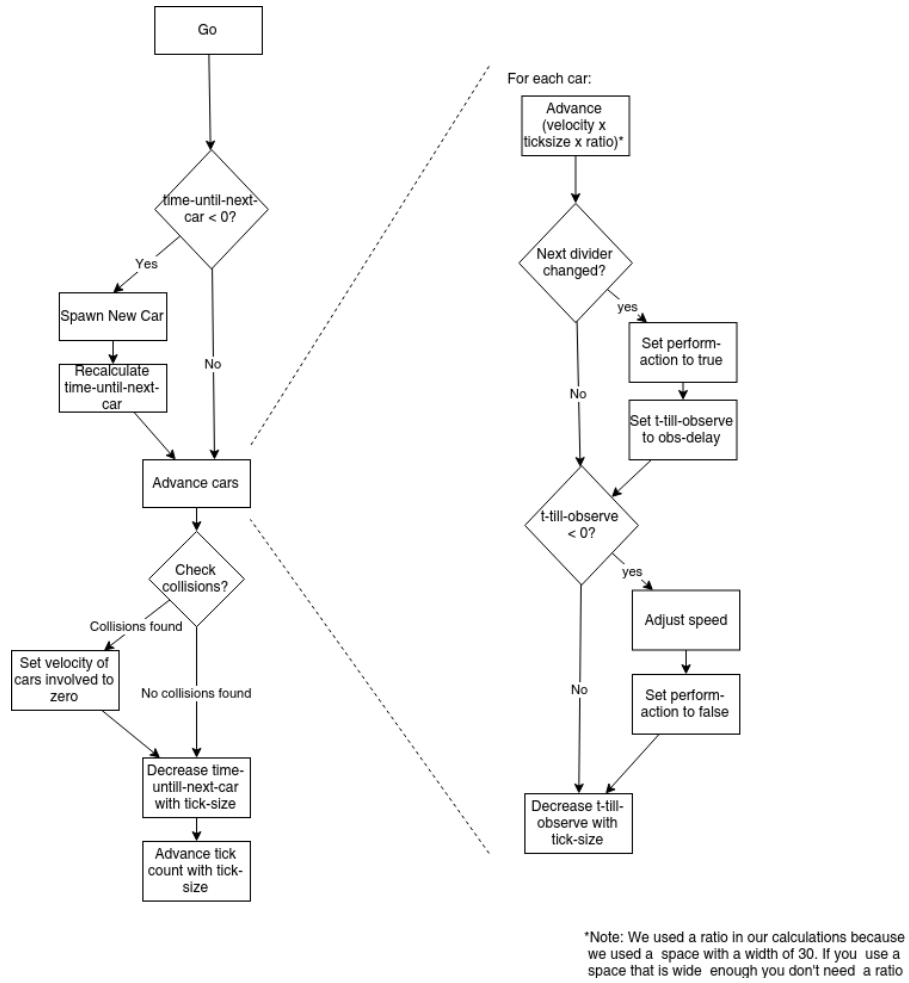 Go
time-until-next-
car < 0?
Yes
No
Spawn New Car
Recalculate
time-until-next-
car
Advance cars
Check
collisions?
Collisions found
No collisions found
Set velocity of
cars involved to
zero
Decrease time-
untill-next-car
with tick-size
Advance tick
count with tick-
size
For each car:
Advance
(velocity x
ticksize x ratio)*
Next divider
changed?
yes
No
Set perform-
action to true
Set t-till-observe
to obs-delay
t-till-observe
< 0?
yes
No
Adjust speed
Set perform-
action to false
Decrease t-till-
observe with
tick-size
*Note: We used a ratio in our calculations because
we used a space with a width of 30. If you use a
space that is wide enough you don't need a ratio